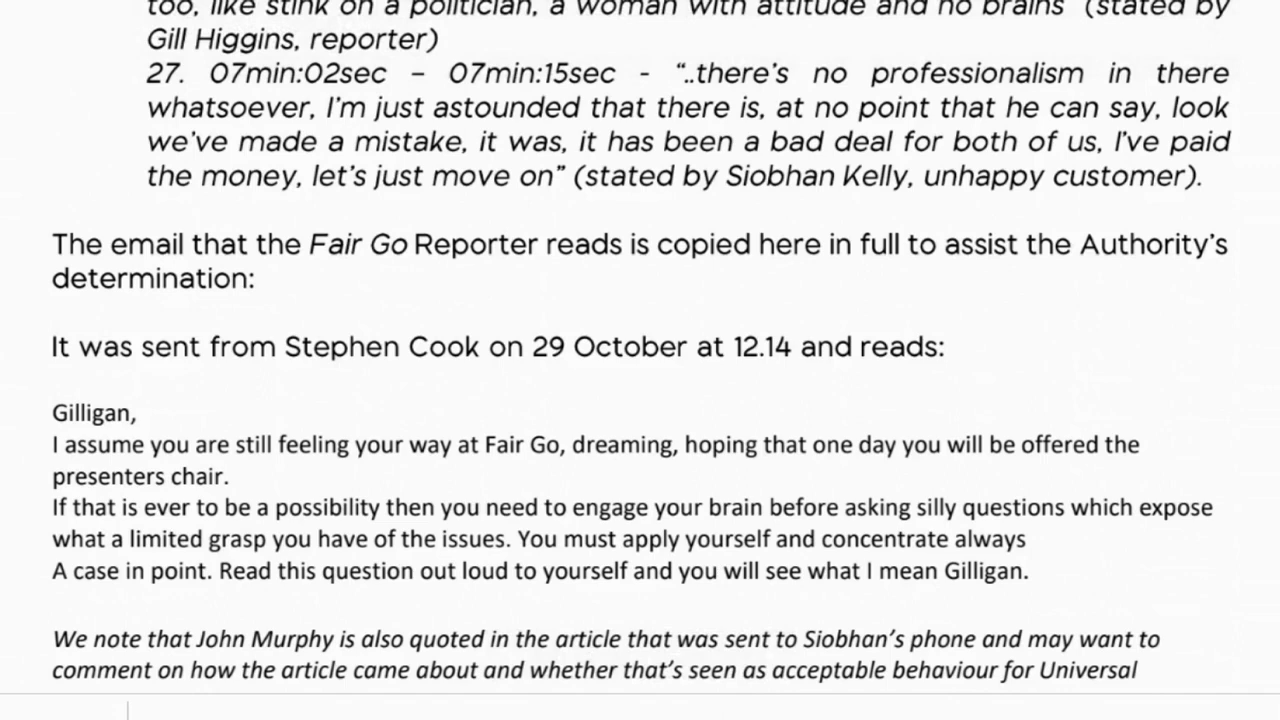 too, like stink on a politician, a woman with attitude and no brains" (stated by
Gill Higgins, reporter)
27. 07min:02sec – 07min:15sec - "..there's no professionalism in there
whatsoever, I'm just astounded that there is, at no point that he can say, look
we've made a mistake, it was, it has been a bad deal for both of us, I've paid
the money, let's just move on" (stated by Siobhan Kelly, unhappy customer).
The email that the Fair Go Reporter reads is copied here in full to assist the Authority's
determination:
It was sent from Stephen Cook on 29 October at 12.14 and reads:
Gilligan,
I assume you are still feeling your way at Fair Go, dreaming, hoping that one day you will be offered the
presenters chair.
If that is ever to be a possibility then you need to engage your brain before asking silly questions which expose
what a limited grasp you have of the issues. You must apply yourself and concentrate always
A case in point. Read this question out loud to yourself and you will see what I mean Gilligan.
We note that John Murphy is also quoted in the article that was sent to Siobhan's phone and may want to
comment on how the article came about and whether that's seen as acceptable behaviour for Universal